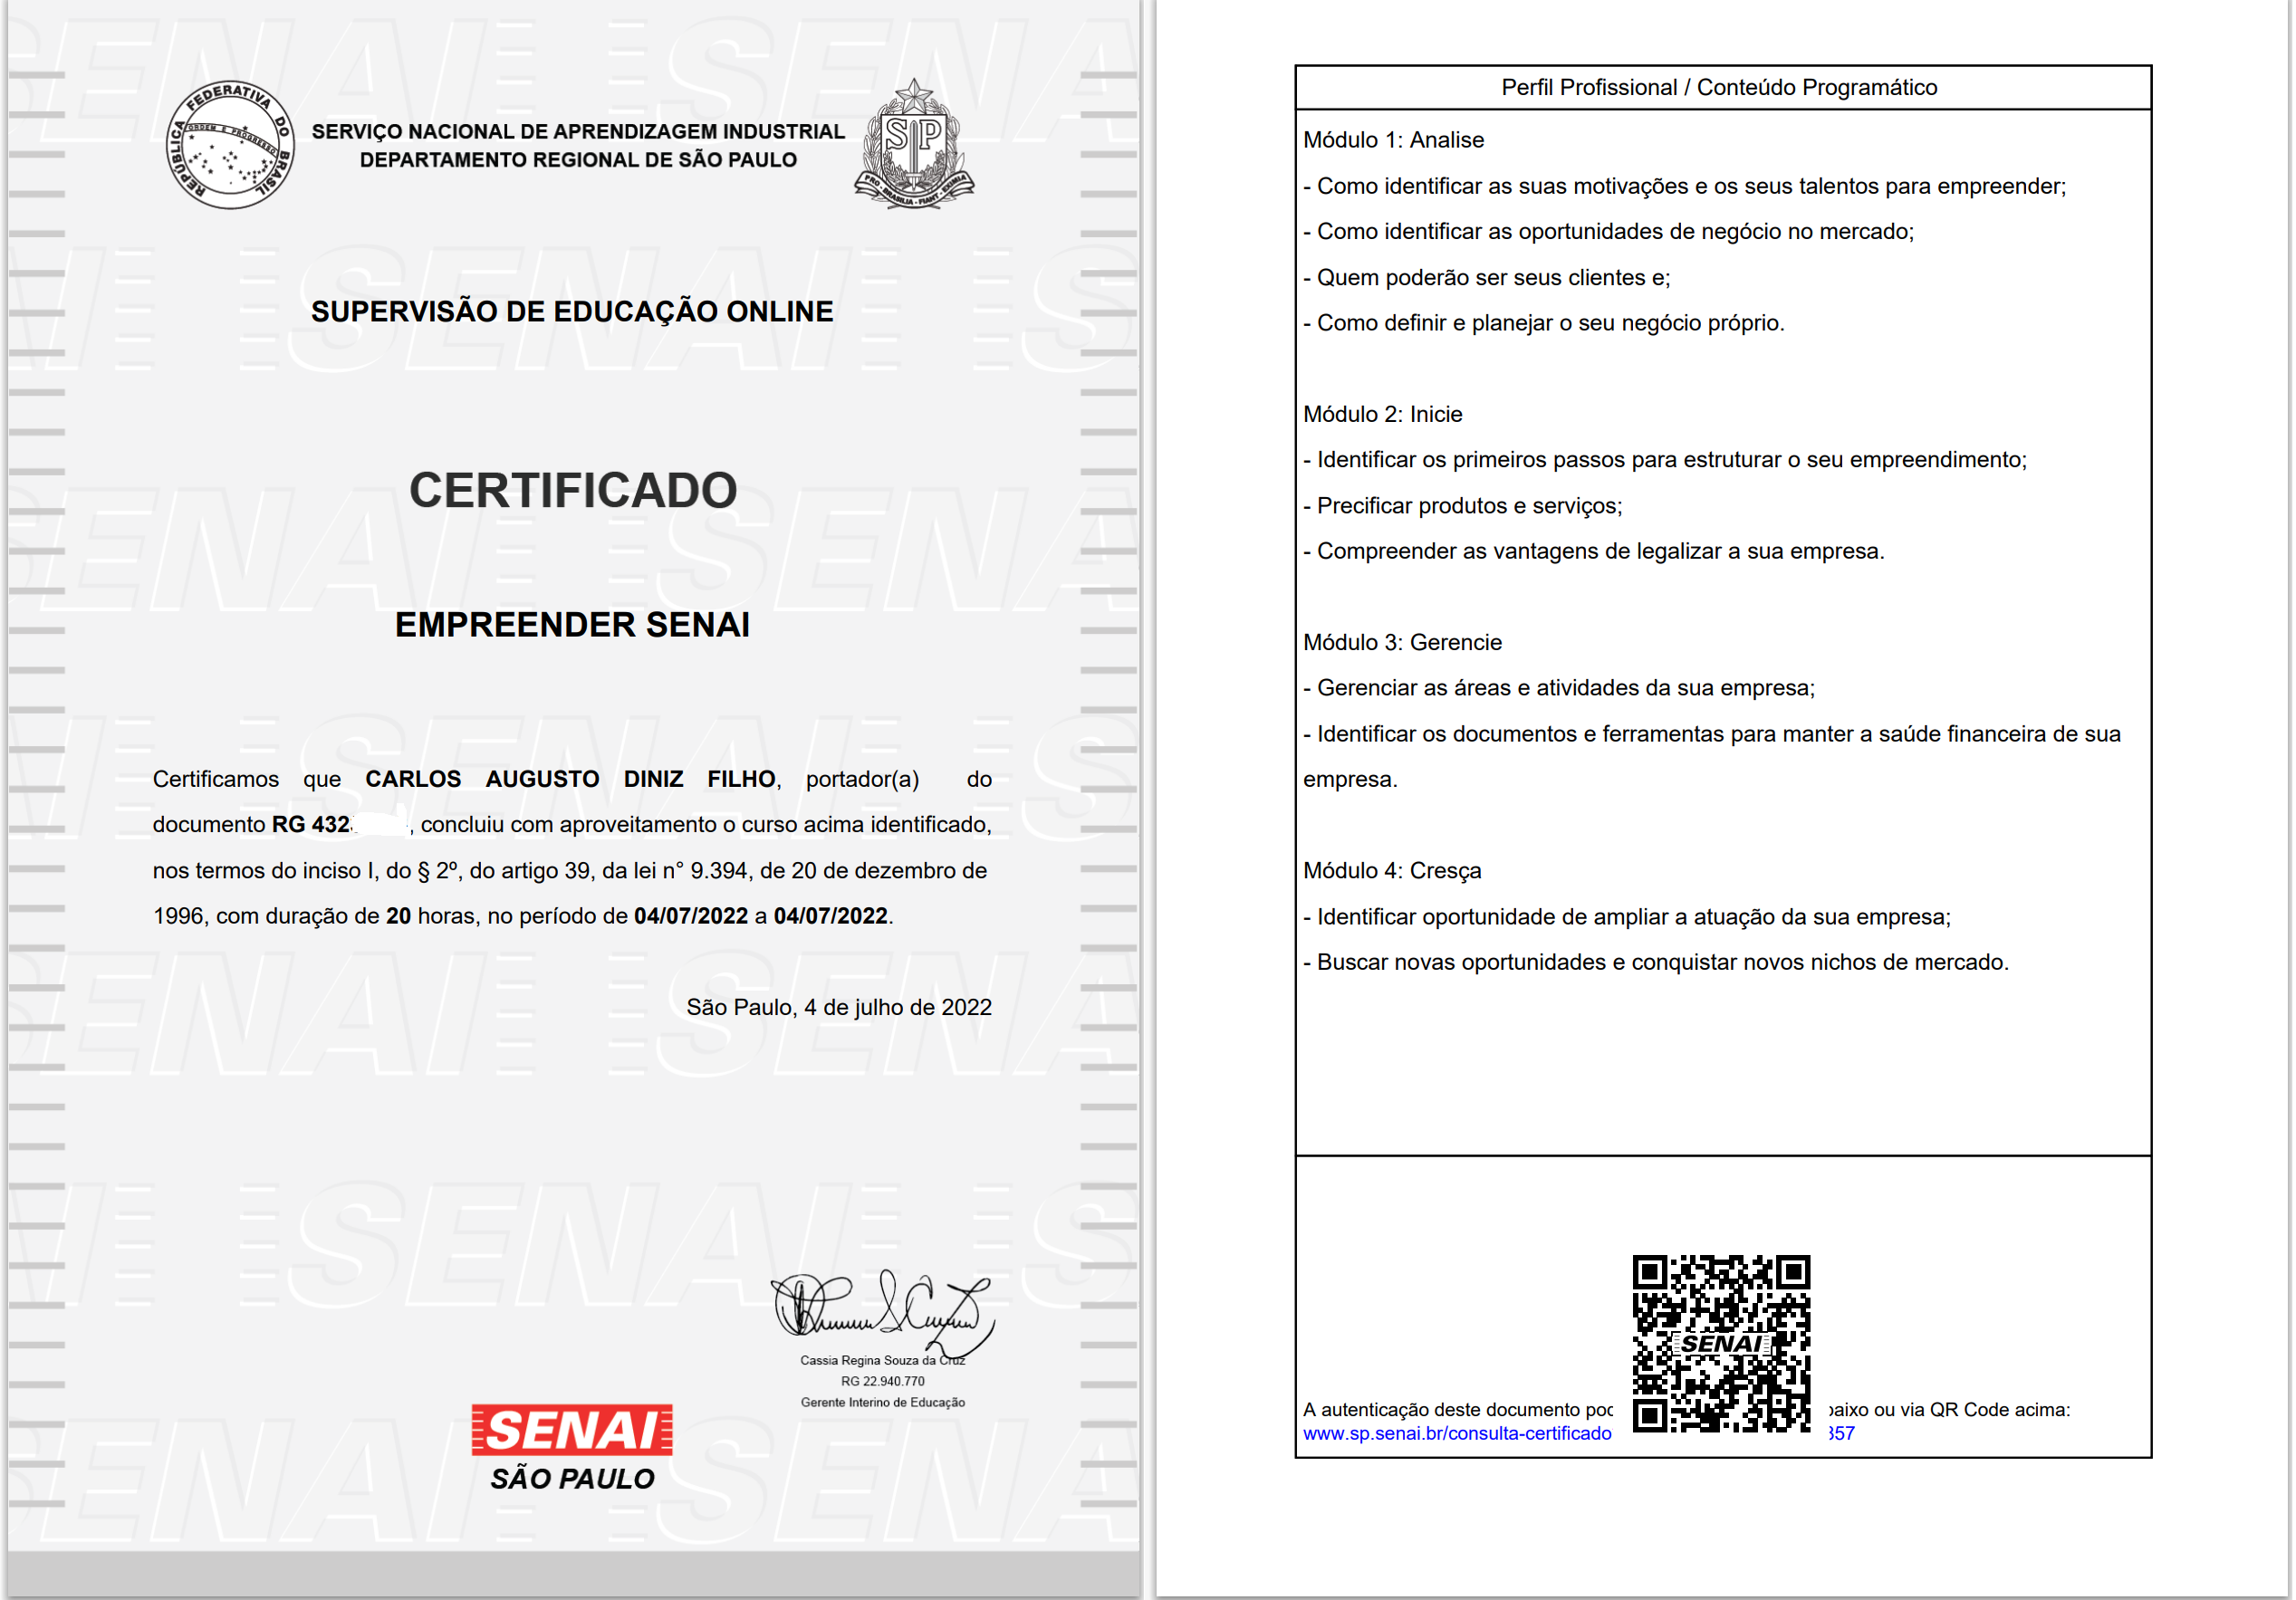 REPÚBLICA FEDERATIVA DO BRASIL
ORDEM E PROGRESSO
SERVIÇO NACIONAL DE APRENDIZAGEM INDUSTRIAL
DEPARTAMENTO REGIONAL DE SÃO PAULO
SP
PRO · BRASILIA · FIANT · EXIMIA
SUPERVISÃO DE EDUCAÇÃO ONLINE
CERTIFICADO
EMPREENDER SENAI
Certificamos que CARLOS AUGUSTO DINIZ FILHO, portador(a) do
documento RG 432 , concluiu com aproveitamento o curso acima identificado,
nos termos do inciso I, do § 2º, do artigo 39, da lei n° 9.394, de 20 de dezembro de
1996, com duração de 20 horas, no período de 04/07/2022 a 04/07/2022.
São Paulo, 4 de julho de 2022
Cassia Regina Souza da Cruz
RG 22.940.770
Gerente Interino de Educação
SENAI
SÃO PAULO
Perfil Profissional / Conteúdo Programático
Módulo 1: Analise
- Como identificar as suas motivações e os seus talentos para empreender;
- Como identificar as oportunidades de negócio no mercado;
- Quem poderão ser seus clientes e;
- Como definir e planejar o seu negócio próprio.
Módulo 2: Inicie
- Identificar os primeiros passos para estruturar o seu empreendimento;
- Precificar produtos e serviços;
- Compreender as vantagens de legalizar a sua empresa.
Módulo 3: Gerencie
- Gerenciar as áreas e atividades da sua empresa;
- Identificar os documentos e ferramentas para manter a saúde financeira de sua
empresa.
Módulo 4: Cresça
- Identificar oportunidade de ampliar a atuação da sua empresa;
- Buscar novas oportunidades e conquistar novos nichos de mercado.
SENAI
A autenticação deste documento poc baixo ou via QR Code acima:
www.sp.senai.br/consulta-certificado 357